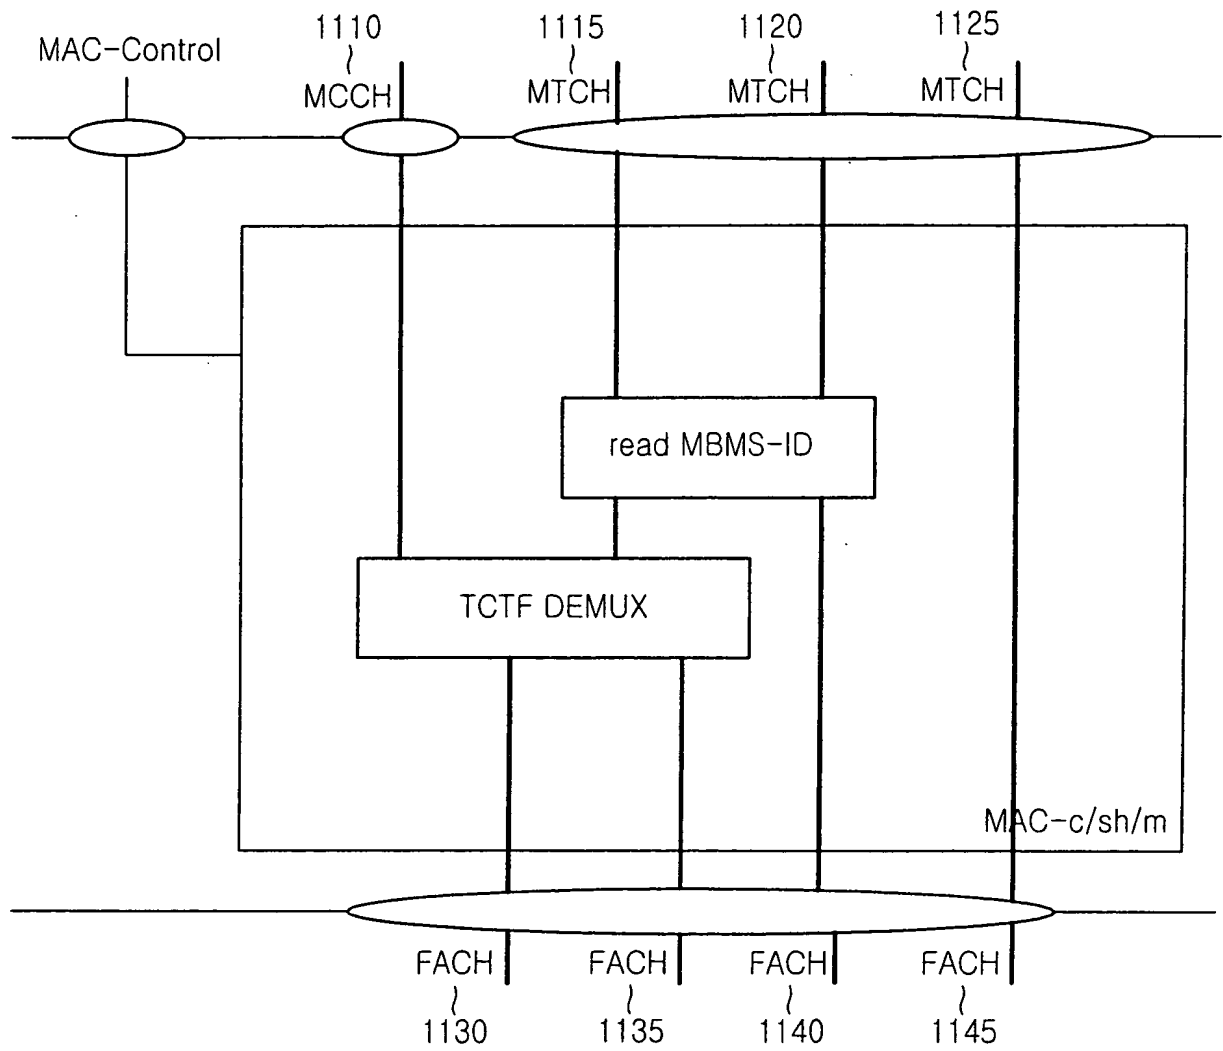 1110
1115
1120
1125
MAC-Control
MCCH
MTCH
MTCH
MTCH
read MBMS-ID
TCTF DEMUX
MAC-c/sh/m
FACH
FACH
FACH
FACH
1130
1135
1140
1145